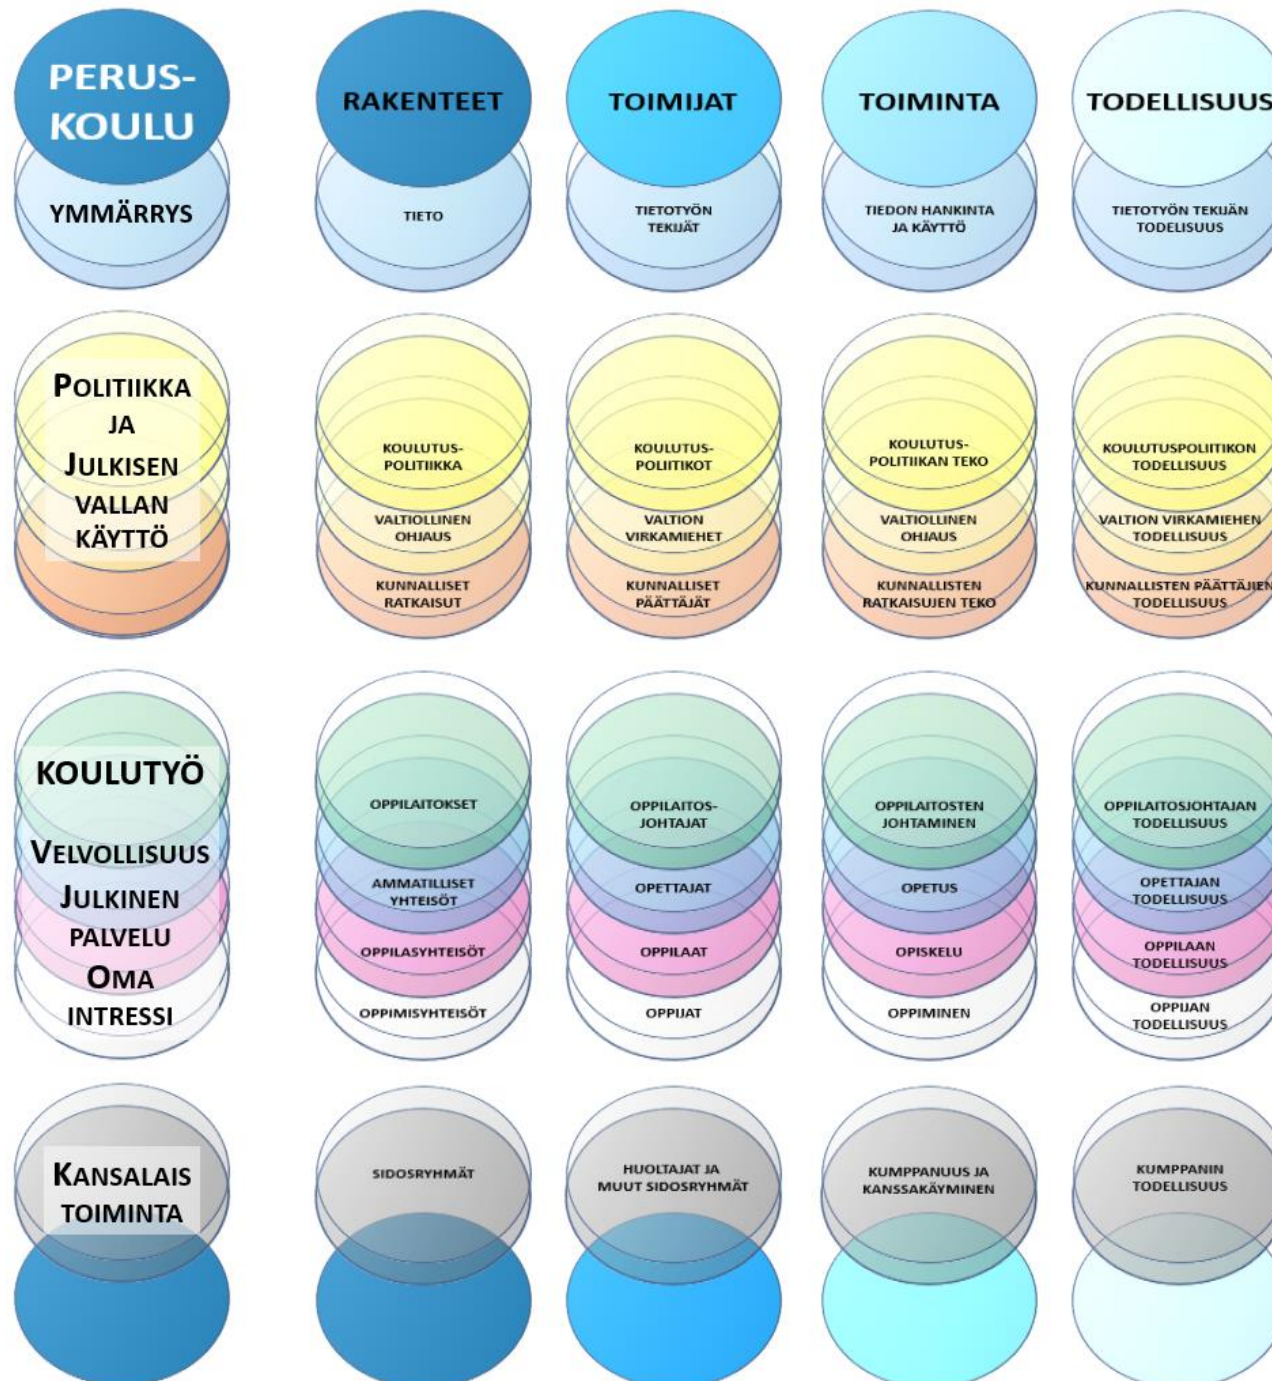 PERUS-
KOULU
RAKENTEET
TOIMIJAT
TOIMINTA
TODELLISUUS
YMMÄRRYS
TIETO
TIETOTYÖN
TEKIJÄT
TIEDON HANKINTA
JA KÄYTTÖ
TIETOTYÖN TEKIJÄN
TODELISUUS
POLITIIKKA
JA
JULKISEN
VALLAN
KÄYTTÖ
KOULUTUS-
POLITIIKKA
KOULUTUS-
POLIITIKOT
KOULUTUS-
POLITIIKAN TEKO
KOULUTUSPOLIITIKON
TODELLISUUS
VALTIOLLINEN
OHJAUS
VALTION
VIRKAMIEHET
VALTIOLLINEN
OHJAUS
VALTION VIRKAMIEHEN
TODELLISUUS
KUNNALLISET
RATKAISUT
KUNNALLISET
PÄÄTTÄJÄT
KUNNALLISTEN
RATKAISUJEN TEKO
KUNNALLISTEN PÄÄTTÄJIEN
TODELLISUUS
KOULUTYÖ
VELVOLLISUUS
JULKINEN
PALVELU
OMA
INTRESSI
OPPILAITOKSET
OPPILAITOS-
JOHTAJAT
OPPILAITOSTEN
JOHTAMINEN
OPPILAITOSJOHTAJAN
TODELLISUUS
AMMATILLISET
YHTEISÖT
OPETTAJAT
OPETUS
OPETTAJAN
TODELLISUUS
OPPILASYHTEISÖT
OPPILAAT
OPISKELU
OPPILAAN
TODELLISUUS
OPPIMISYHTEISÖT
OPPIJAT
OPPIMINEN
OPPIJAN
TODELLISUUS
KANSALAIS
TOIMINTA
SIDOSRYHMÄT
HUOLTAJAT JA
MUUT SIDOSRYHMÄT
KUMPPANUUS JA
KANSSAKÄYMINEN
KUMPPANIN
TODELLISUUS